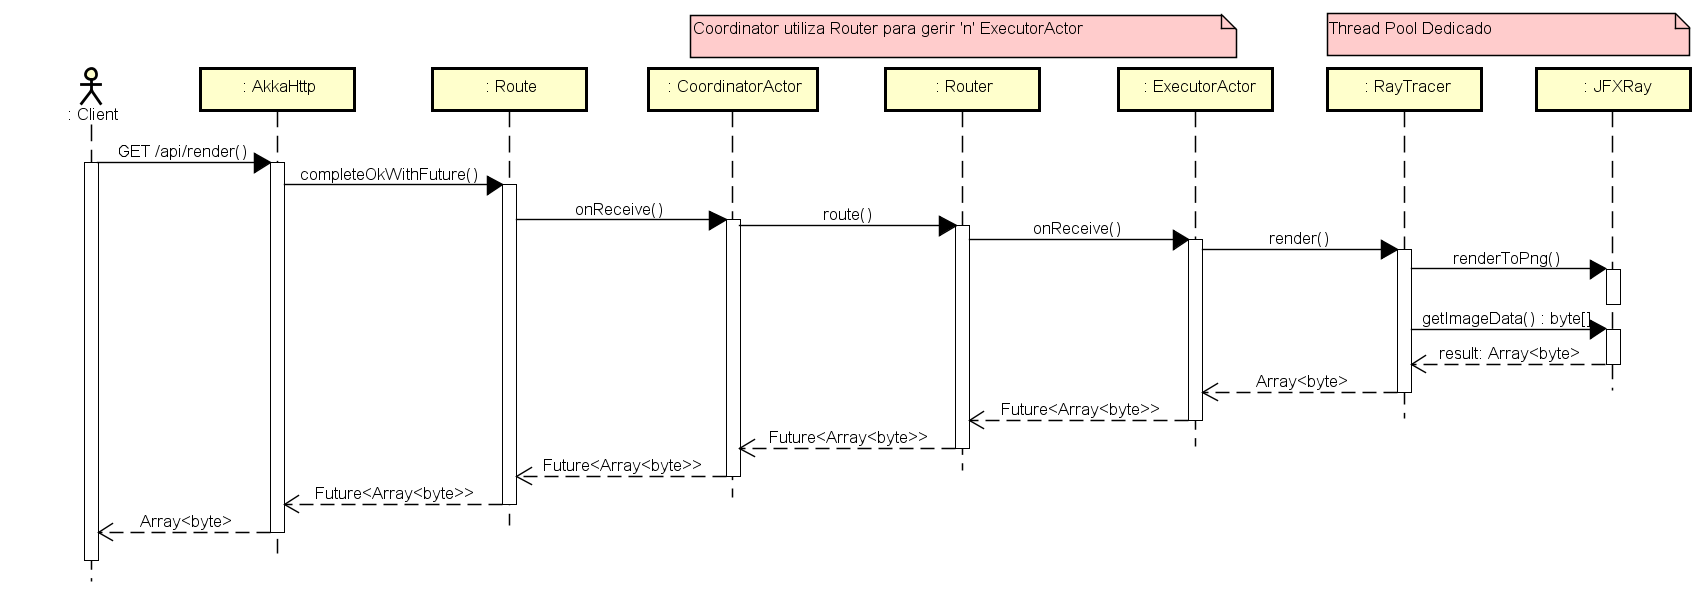 Coordinator utiliza Router para gerir 'n' ExecutorActor
Thread Pool Dedicado
: Client
: AkkaHttp
: Route
: CoordinatorActor
: Router
: ExecutorActor
: RayTracer
: JFXRay
GET /api/render()
completeOkWithFuture()
onReceive()
route()
onReceive()
render()
renderToPng()
getImageData() : byte[]
result: Array<byte>
Array<byte>
Future<Array<byte>>
Future<Array<byte>>
Future<Array<byte>>
Future<Array<byte>>
Array<byte>